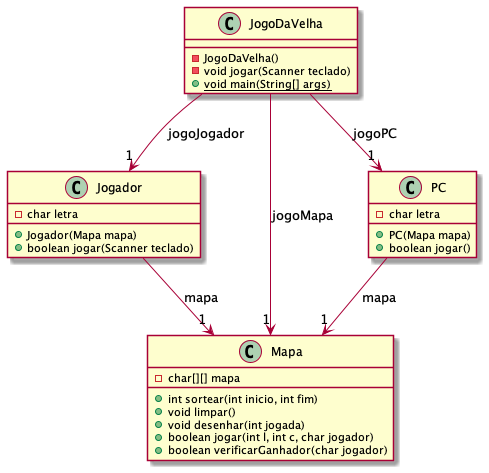 C JogoDaVelha
JogoDaVelha()
void jogar(Scanner teclado)
void main(String[] args)
jogoJogador
jogoPC
1
1
C Jogador
char letra
Jogador(Mapa mapa)
boolean jogar(Scanner teclado)
jogoMapa
C PC
char letra
PC(Mapa mapa)
boolean jogar()
mapa
mapa
1
1
1
C Mapa
char[][] mapa
int sortear(int inicio, int fim)
void limpar()
void desenhar(int jogada)
boolean jogar(int l, int c, char jogador)
boolean verificarGanhador(char jogador)